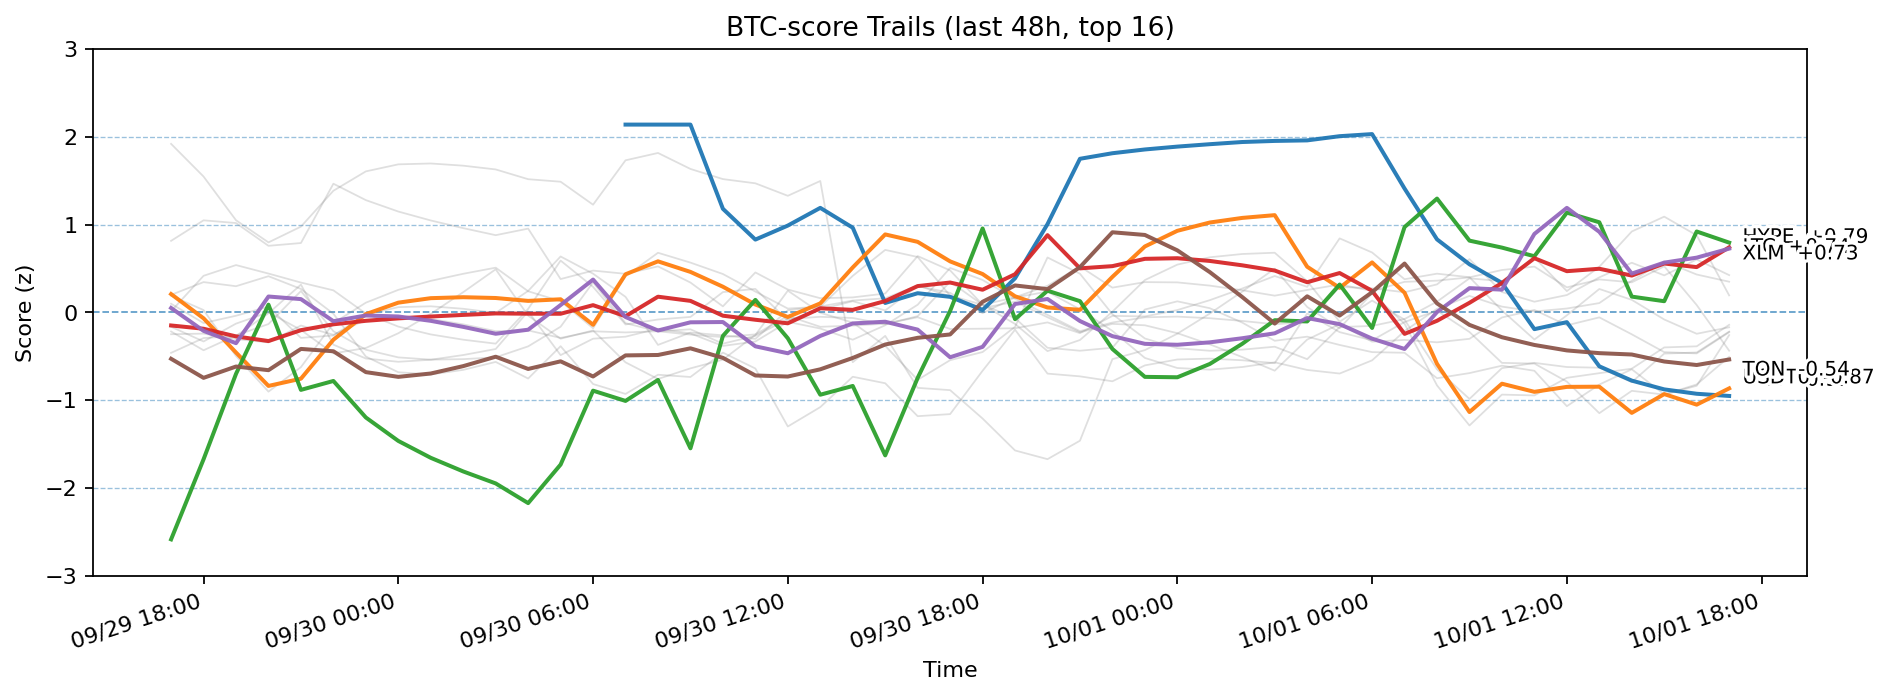 BTC-score Trails (last 48h, top 16)
3
2
1
0
−1
−2
−3
Score (z)
HYPE +0.79
XLM +0.73
TON -0.54
09/29 18:00
09/30 00:00
09/30 06:00
09/30 12:00
09/30 18:00
10/01 00:00
10/01 06:00
10/01 12:00
10/01 18:00
Time